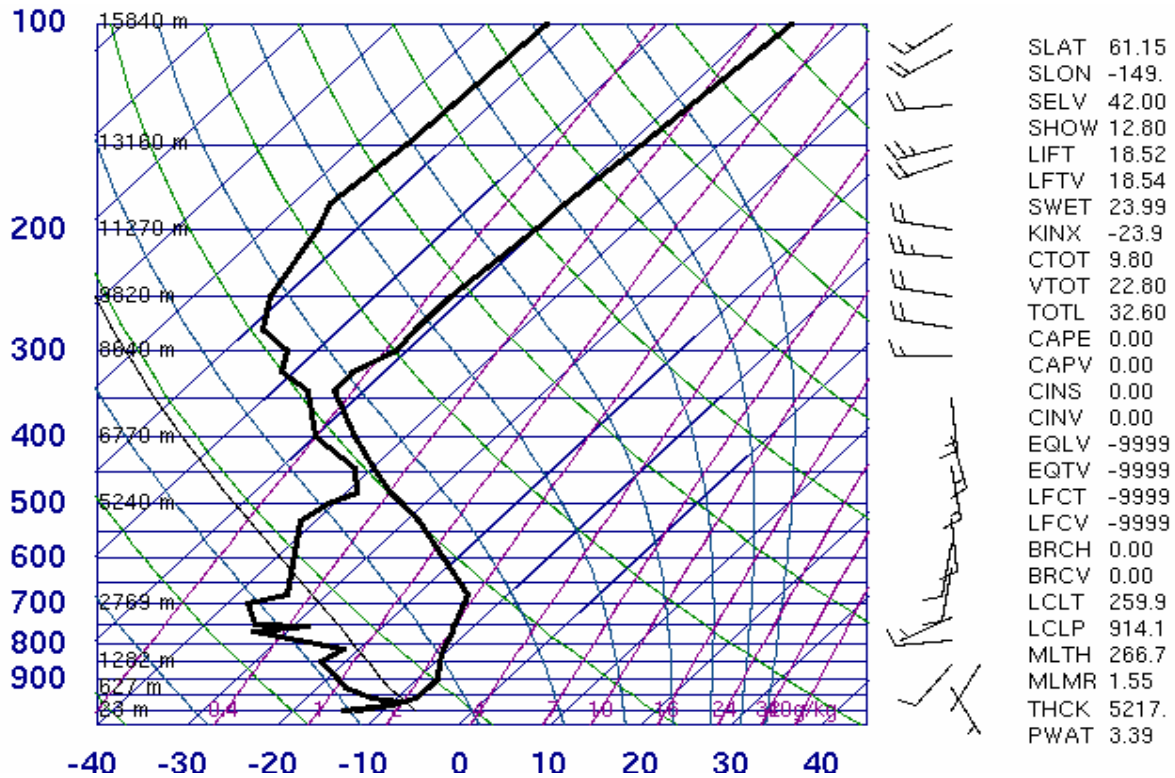 100 15840 m
13180 m
200 11270 m
9820 m
300 8840 m
400 6770 m
500 5240 m
600
700 2769 m
800
1282 m
900
627 m
23 m 0.4 1 2 4 7 10 16 24 32 40g/kg
-40 -30 -20 -10 0 10 20 30 40
SLAT 61.15
SLON -149.
SELV 42.00
SHOW 12.80
LIFT 18.52
LFTV 18.54
SWET 23.99
KINX -23.9
CTOT 9.80
VTOT 22.80
TOTL 32.60
CAPE 0.00
CAPV 0.00
CINS 0.00
CINV 0.00
EQLV -9999
EQTV -9999
LFCT -9999
LFCV -9999
BRCH 0.00
BRCV 0.00
LCLT 259.9
LCLP 914.1
MLTH 266.7
MLMR 1.55
THCK 5217.
PWAT 3.39